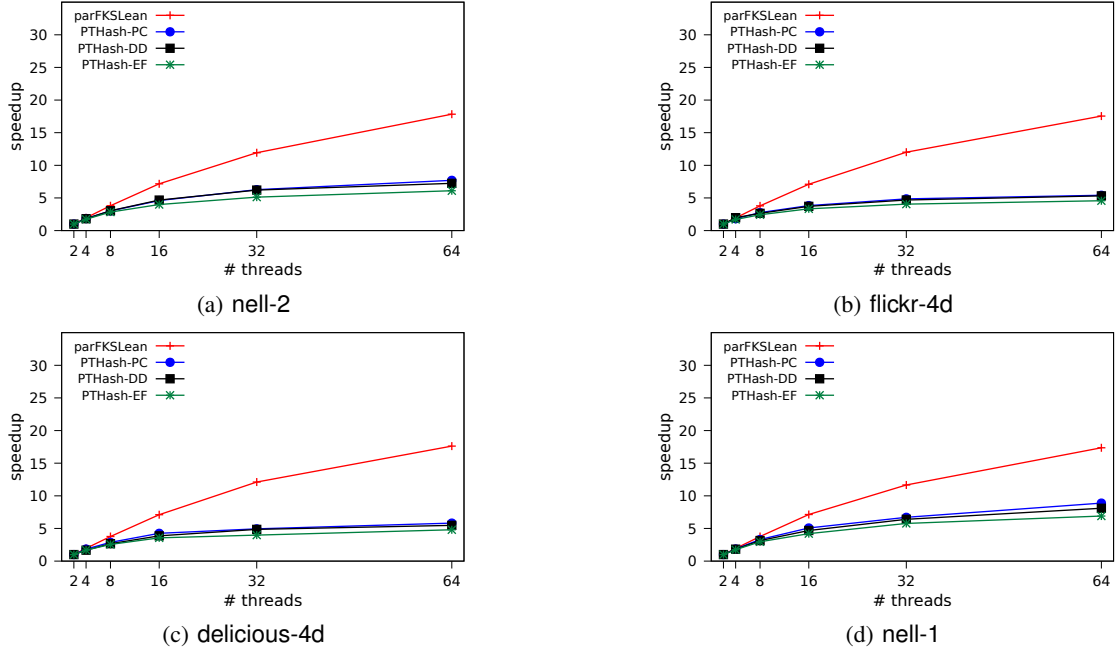 parFKSLean
PTHash-PC
PTHash-DD
PTHash-EF
speedup
35
30
25
20
15
10
5
0
2 4 8 16 32 64
# threads
(a) nell-2
parFKSLean
PTHash-PC
PTHash-DD
PTHash-EF
speedup
35
30
25
20
15
10
5
0
2 4 8 16 32 64
# threads
(b) flickr-4d
parFKSLean
PTHash-PC
PTHash-DD
PTHash-EF
speedup
35
30
25
20
15
10
5
0
2 4 8 16 32 64
# threads
(c) delicious-4d
parFKSLean
PTHash-PC
PTHash-DD
PTHash-EF
speedup
35
30
25
20
15
10
5
0
2 4 8 16 32 64
# threads
(d) nell-1